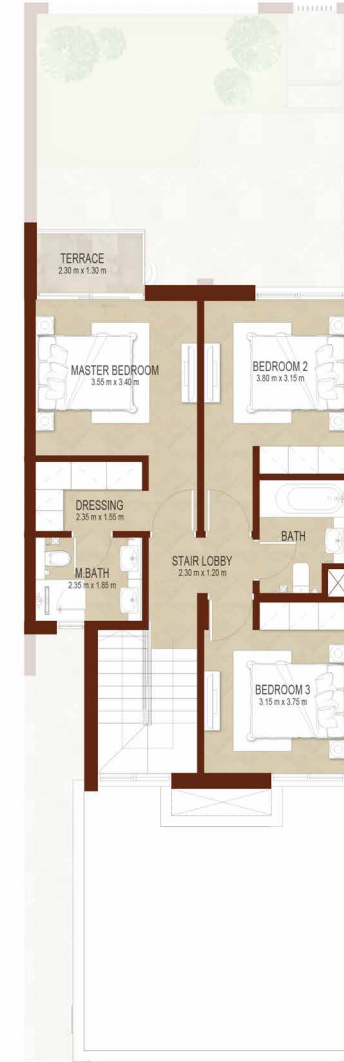 TERRACE
2.30 m x 1.30 m
MASTER BEDROOM
3.55 m x 3.40 m
BEDROOM 2
3.80 m x 3.15 m
DRESSING
2.35 m x 1.55 m
BATH
STAIR LOBBY
2.30 m x 1.20 m
M.BATH
2.35 m x 1.65 m
BEDROOM 3
3.15 m x 3.75 m